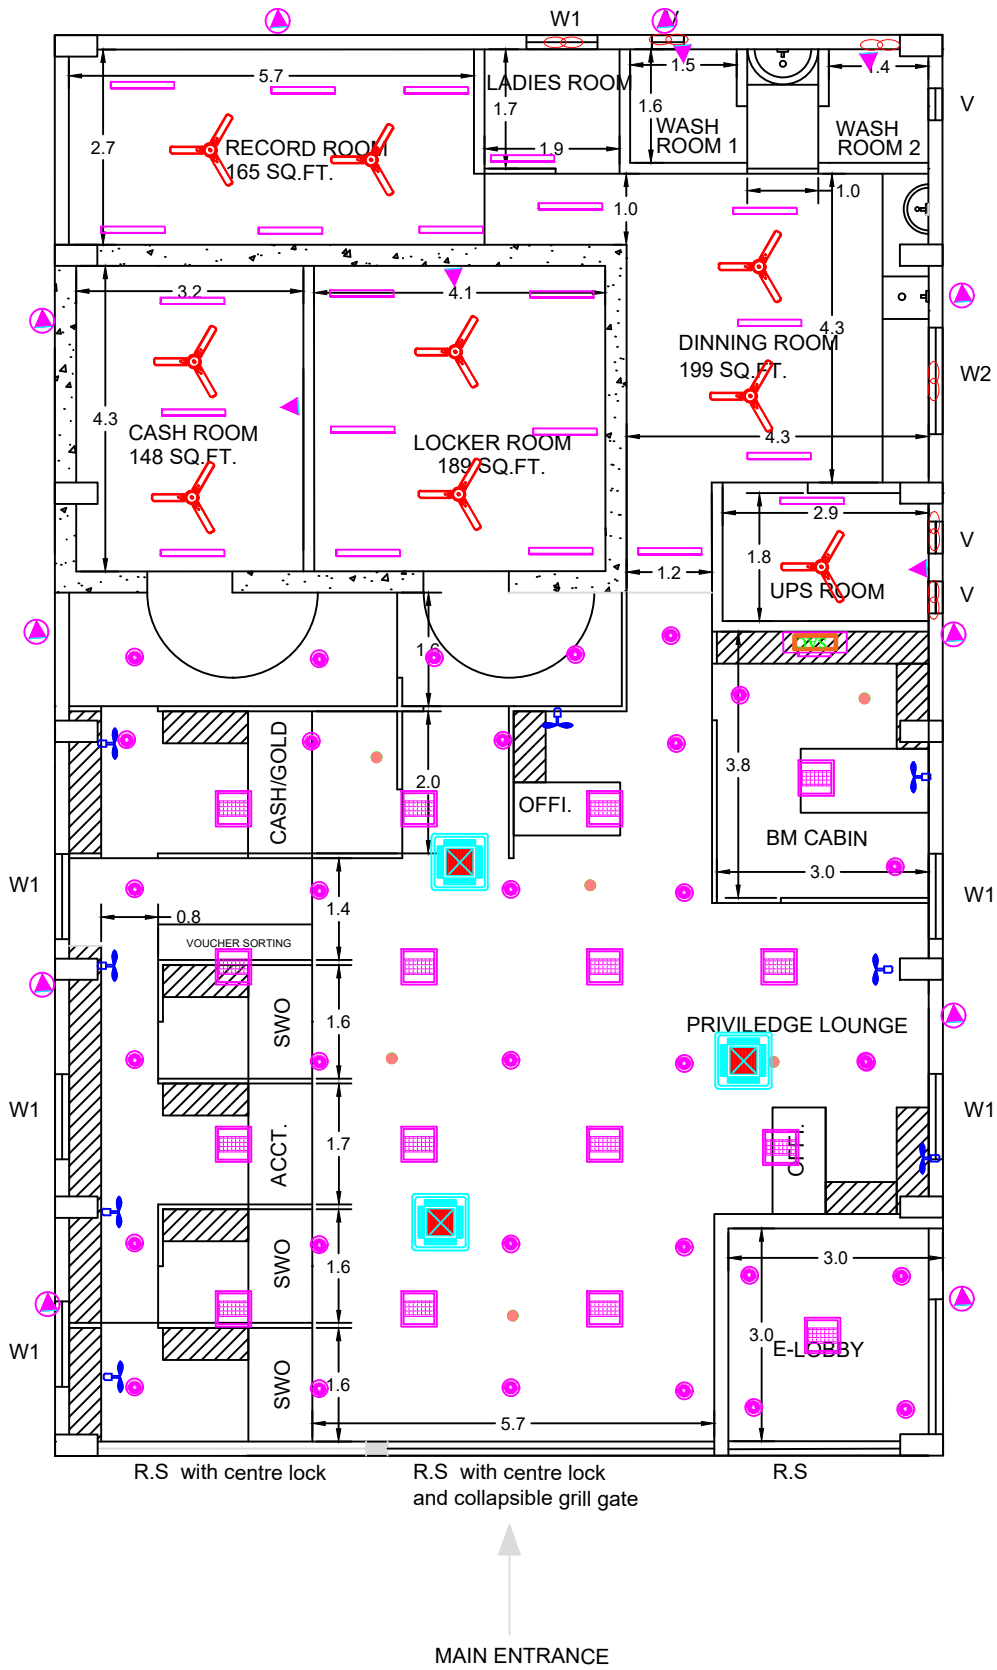 W1
V
5.7
LADIES ROOM
1.5
1.4
2.7
1.7
1.6
V
RECORD ROOM
165 SQ.FT.
1.9
WASH
ROOM 1
WASH
ROOM 2
1.0
1.0
3.2
4.1
4.3
DINNING ROOM
199 SQ.FT.
W2
4.3
CASH ROOM
148 SQ.FT.
LOCKER ROOM
189 SQ.FT.
4.3
2.9
1.8
V
1.2
UPS ROOM
V
1.6
CASH/GOLD
2.0
OFFI.
3.8
BM CABIN
3.0
W1
W1
1.4
0.8
VOUCHER SORTING
SWO
1.6
PRIVILEDGE LOUNGE
W1
W1
ACCT.
1.7
OFFI.
SWO
1.6
3.0
3.0
E-LOBBY
W1
SWO
1.6
5.7
R.S with centre lock
R.S with centre lock
and collapsible grill gate
R.S
MAIN ENTRANCE